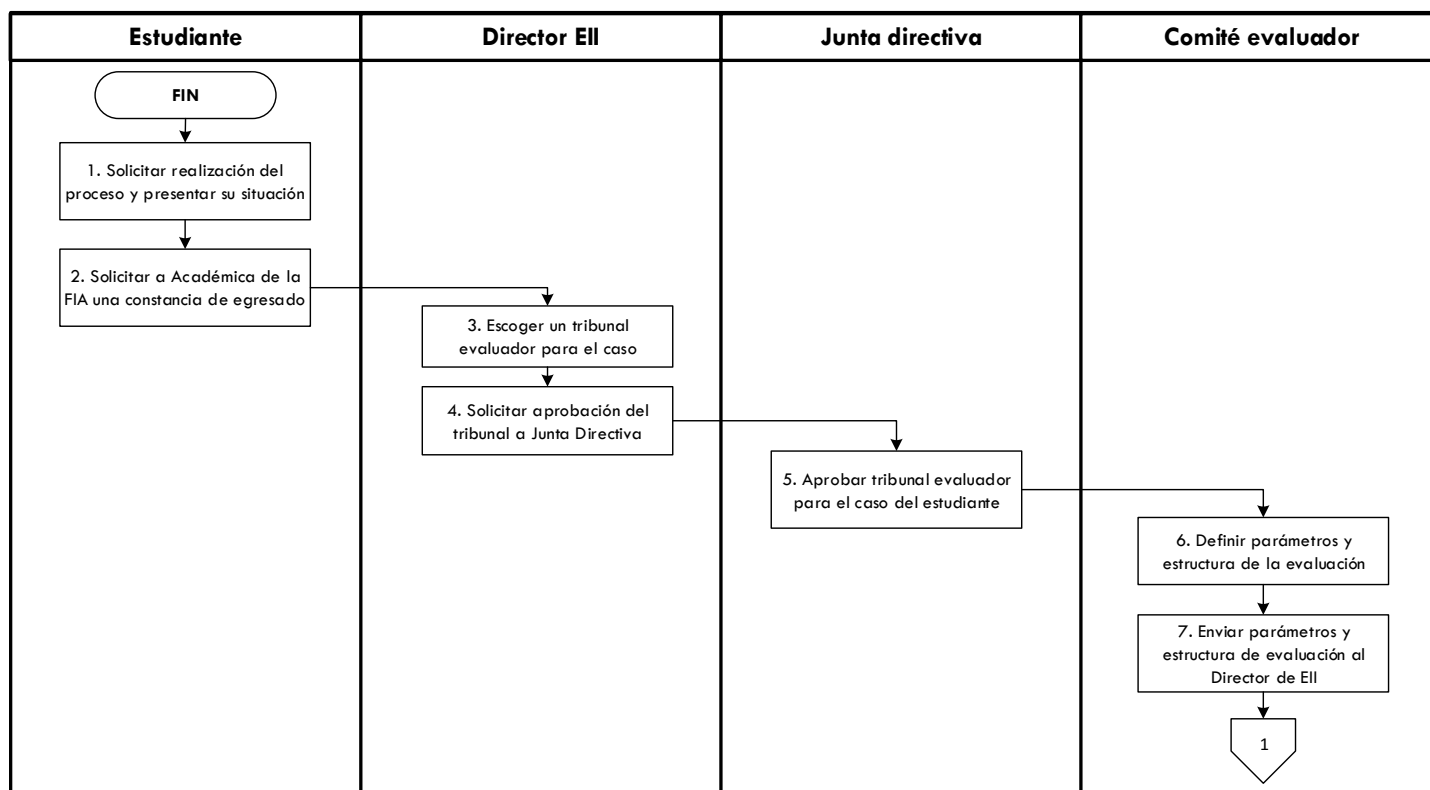 Estudiante
Director EII
Junta directiva
Comité evaluador
FIN
1. Solicitar realización del
proceso y presentar su situación
2. Solicitar a Académica de la
FIA una constancia de egresado
3. Escoger un tribunal
evaluador para el caso
4. Solicitar aprobación del
tribunal a Junta Directiva
5. Aprobar tribunal evaluador
para el caso del estudiante
6. Definir parámetros y
estructura de la evaluación
7. Enviar parámetros y
estructura de evaluación al
Director de EII
1